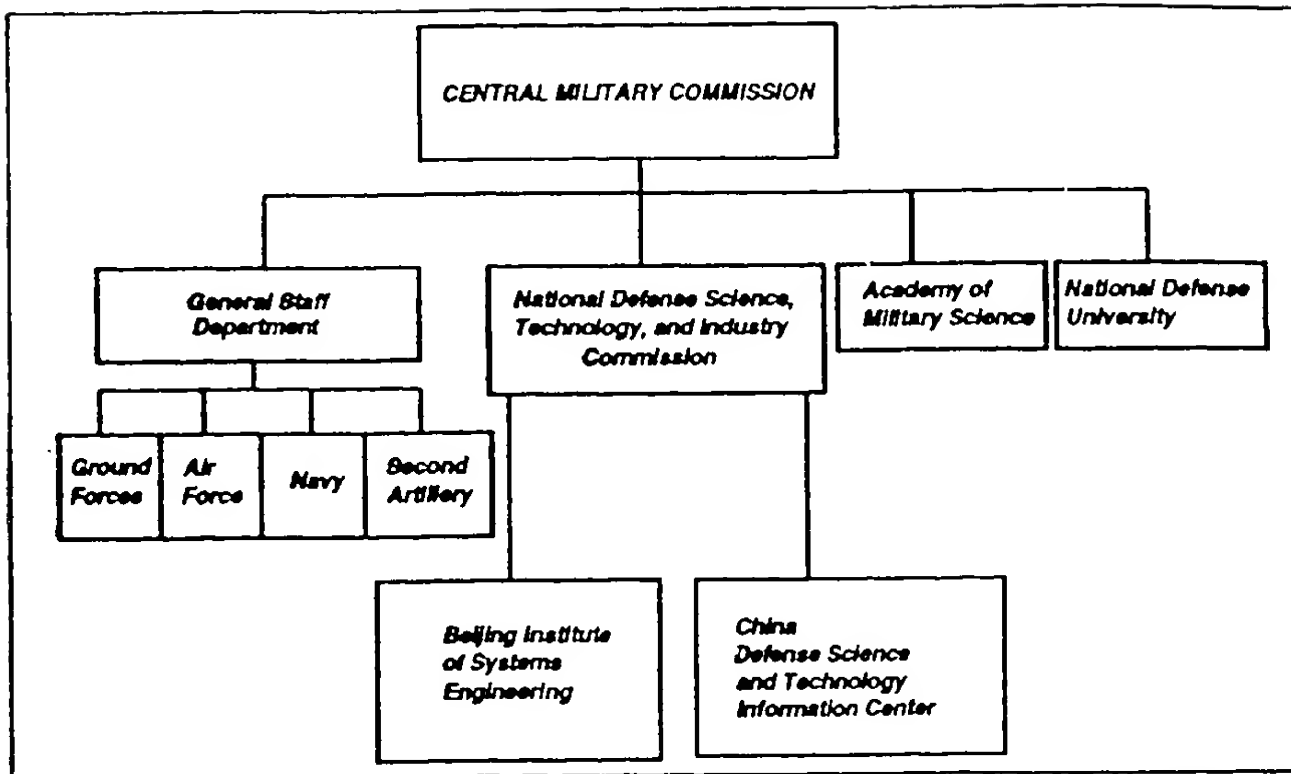 CENTRAL MILITARY COMMISSION
General Staff
Department
National Defense Science,
Technology, and Industry
Commission
Academy of
Military Science
National Defense
University
Ground
Forces
Air
Force
Navy
Second
Artillery
Beijing Institute
of Systems
Engineering
China
Defense Science
and Technology
Information Center